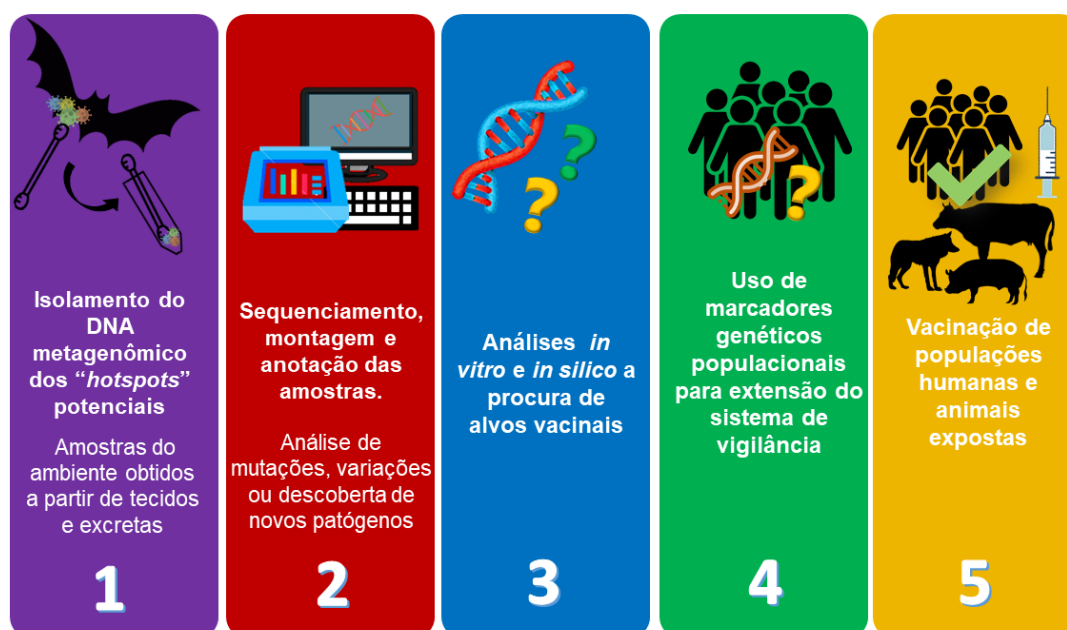 Isolamento do
DNA
metagenômico
dos “hotspots”
potenciais
Amostras do
ambiente obtidos
a partir de tecidos
e excretas
1
Sequenciamento,
montagem e
anotação das
amostras.
Análise de
mutações, variações
ou descoberta de
novos patógenos
2
? ?
Análises in
vitro e in silico a
procura de
alvos vacinais
3
?
Uso de
marcadores
genéticos
populacionais
para extensão do
sistema de
vigilância
4
Vacinação de
populações
humanas e
animais
expostas
5